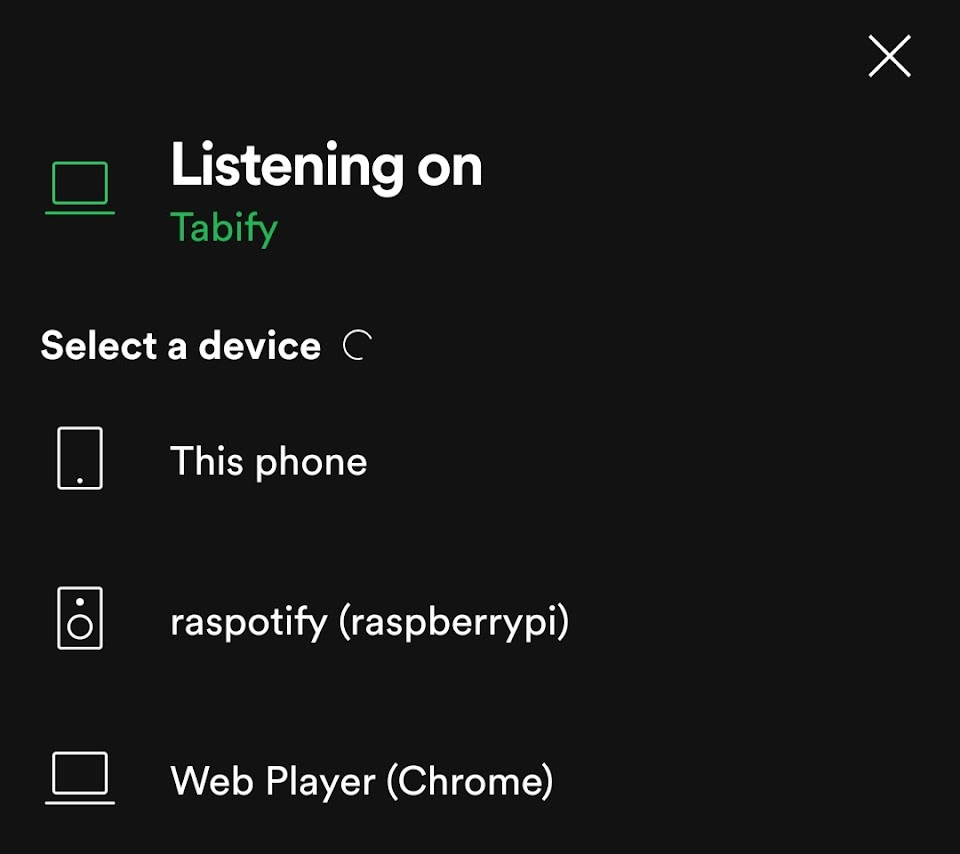 Listening on
Tabify
Select a device
This phone
raspotify (raspberrypi)
Web Player (Chrome)